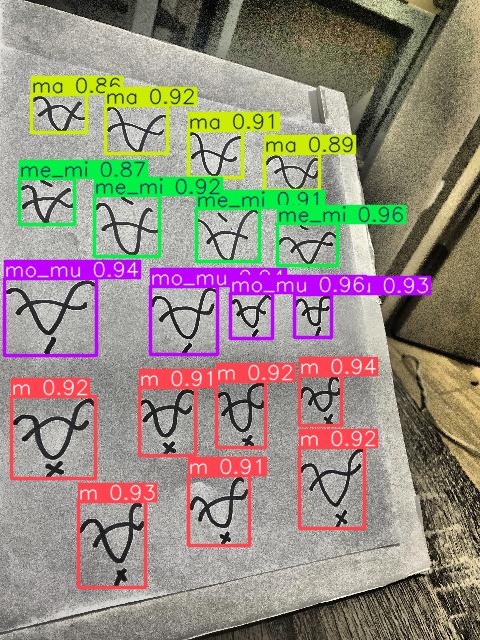 ma 0.86 ma 0.92 ma 0.91 ma 0.89
ᜋ ᜋ ᜋ ᜋ
me_mi 0.87 me_mi 0.92 me_mi 0.91 me_mi 0.96
ᜋᜒ ᜋᜒ ᜋᜒ ᜋᜒ
mo_mu 0.94 mo_mu mo_mu 0.96 0.93
ᜋᜓ ᜋᜓ ᜋᜓ ᜋᜓ
m 0.92 m 0.91 m 0.92 m 0.94
ᜋ᜔ ᜋ᜔ ᜋ᜔ ᜋ᜔
m 0.93 m 0.91 m 0.92
ᜋ᜔ ᜋ᜔ ᜋ᜔